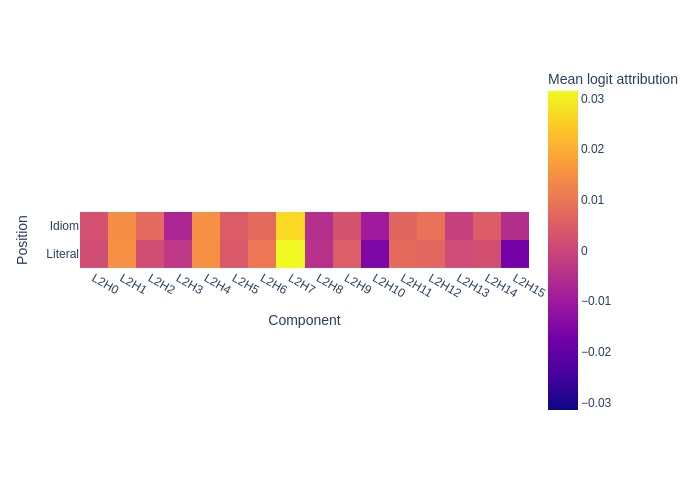 Mean logit attribution
0.03
0.02
0.01
0
−0.01
−0.02
−0.03
Position
Idiom
Literal
L2H0
L2H1
L2H2
L2H3
L2H4
L2H5
L2H6
L2H7
L2H8
L2H9
L2H10
L2H11
L2H12
L2H13
L2H14
L2H15
Component